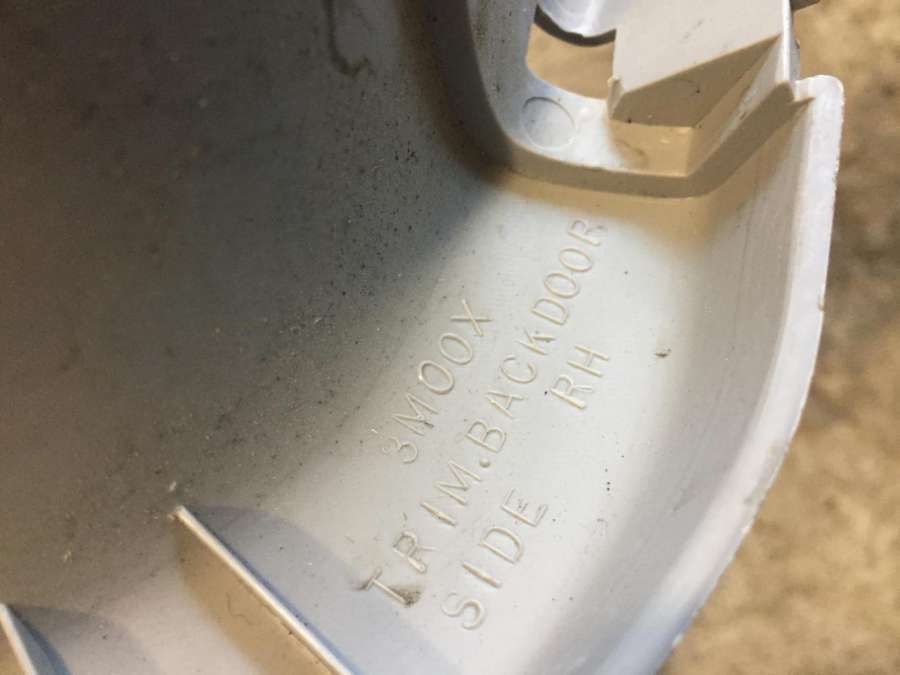 3M00X
TRIM.BACKDOOR
SIDE RH